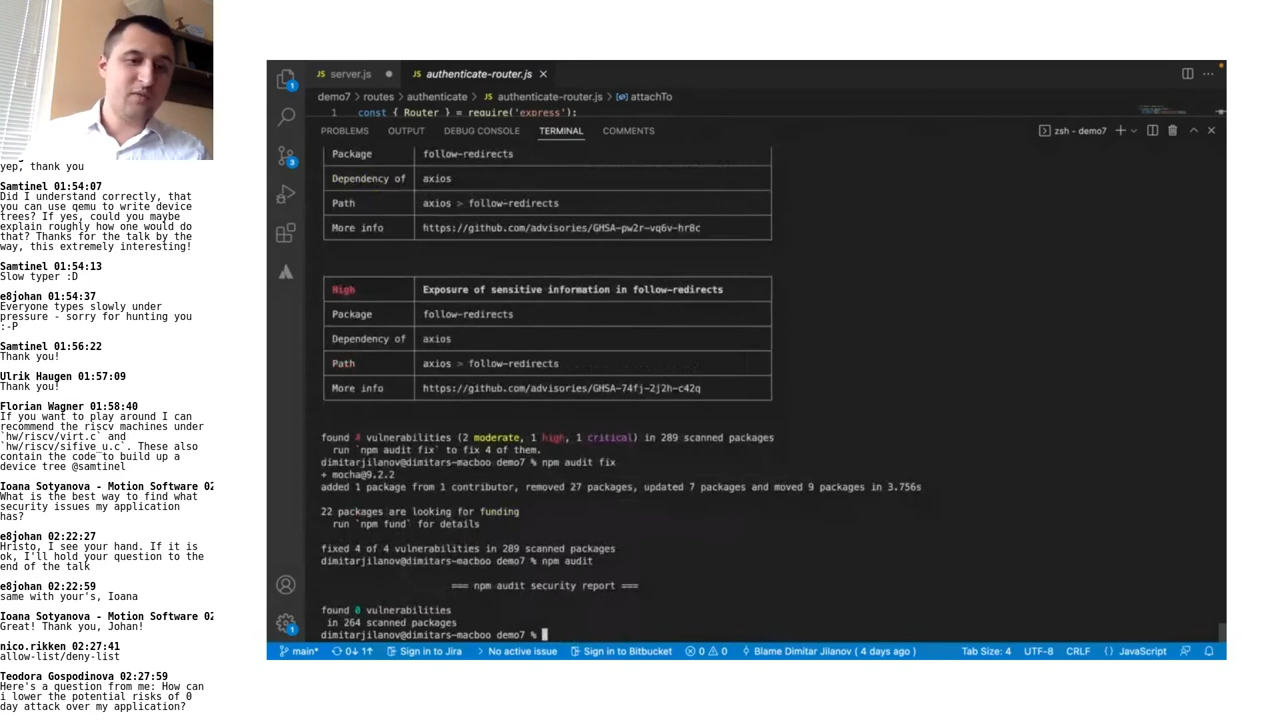 yep, thank you
Samtinel 01:54:07
Did I understand correctly, that
you can use qemu to write device
trees? If yes, could you maybe
explain roughly how one would do
that? Thanks for the talk by the
way, this extremely interesting!
Samtinel 01:54:13
Slow typer :D
e8johan 01:54:37
Everyone types slowly under
pressure - sorry for hunting you
:-P
Samtinel 01:56:22
Thank you!
Ulrik Haugen 01:57:09
Thank you!
Florian Wagner 01:58:40
If you want to play around I can
recommend the riscv machines under
`hw/riscv/virt.c` and
`hw/riscv/sifive_u.c`. These also
contain the code to build up a
device tree @samtinel
Ioana Sotyanova - Motion Software 02
What is the best way to find what
security issues my application
has?
e8johan 02:22:27
Hristo, I see your hand. If it is
ok, I'll hold your question to the
end of the talk
e8johan 02:22:59
same with your's, Ioana
Ioana Sotyanova - Motion Software 02
Great! Thank you, Johan!
nico.rikken 02:27:41
allow-list/deny-list
Teodora Gospodinova 02:27:59
Here's a question from me: How can
i lower the potential risks of 0
day attack over my application?
JS server.js
JS authenticate-router.js
demo7 > routes > authenticate > JS authenticate-router.js > attachTo
1 const { Router } = require('express');
PROBLEMS OUTPUT DEBUG CONSOLE TERMINAL COMMENTS
zsh - demo7
Package follow-redirects
Dependency of axios
Path axios > follow-redirects
More info https://github.com/advisories/GHSA-pw2r-vq6v-hr8c
High Exposure of sensitive information in follow-redirects
Package follow-redirects
Dependency of axios
Path axios > follow-redirects
More info https://github.com/advisories/GHSA-74fj-2j2h-c42q
found 4 vulnerabilities (2 moderate, 1 high, 1 critical) in 289 scanned packages
run `npm audit fix` to fix 4 of them.
dimitarjilanov@dimitars-macboo demo7 % npm audit fix
+ mocha@9.2.2
added 1 package from 1 contributor, removed 27 packages, updated 7 packages and moved 9 packages in 3.756s
22 packages are looking for funding
run `npm fund` for details
fixed 4 of 4 vulnerabilities in 289 scanned packages
dimitarjilanov@dimitars-macboo demo7 % npm audit
=== npm audit security report ===
found 0 vulnerabilities
in 264 scanned packages
dimitarjilanov@dimitars-macboo demo7 %
1
3
1
main* 0↓ 1↑ Sign in to Jira No active issue Sign in to Bitbucket 0 0 Blame Dimitar Jilanov ( 4 days ago ) Tab Size: 4 UTF-8 CRLF {} JavaScript